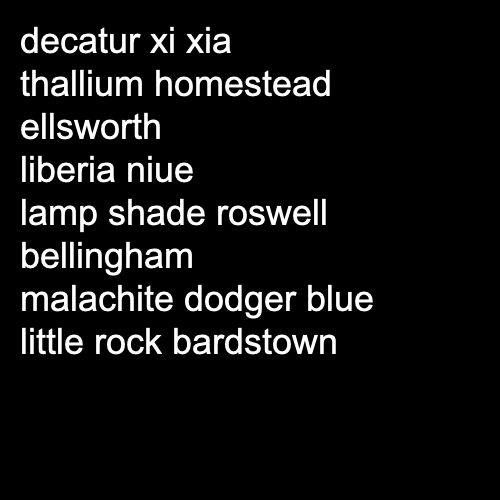 decatur xi xia
thallium homestead
ellsworth
liberia niue
lamp shade roswell
bellingham
malachite dodger blue
little rock bardstown